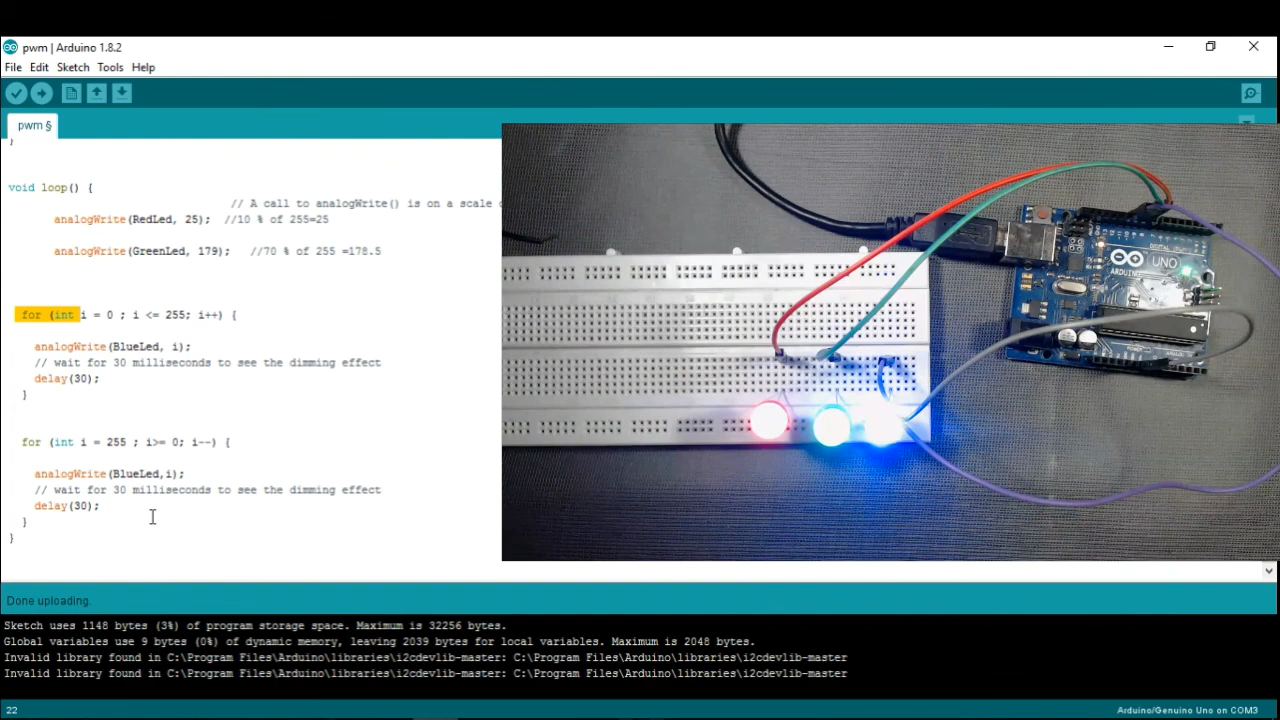 pwm | Arduino 1.8.2
File Edit Sketch Tools Help
pwm §
}
void loop() {
// A call to analogWrite() is on a scale
analogWrite(RedLed, 25); //10 % of 255=25
analogWrite(GreenLed, 179); //70 % of 255 =178.5
for (int i = 0 ; i <= 255; i++) {
analogWrite(BlueLed, i);
// wait for 30 milliseconds to see the dimming effect
delay(30);
}
for (int i = 255 ; i>= 0; i--) {
analogWrite(BlueLed,i);
// wait for 30 milliseconds to see the dimming effect
delay(30);
}
}
UNO
ARDUINO
Done uploading.
Sketch uses 1148 bytes (3%) of program storage space. Maximum is 32256 bytes.
Global variables use 9 bytes (0%) of dynamic memory, leaving 2039 bytes for local variables. Maximum is 2048 bytes.
Invalid library found in C:\Program Files\Arduino\libraries\i2cdevlib-master: C:\Program Files\Arduino\libraries\i2cdevlib-master
Invalid library found in C:\Program Files\Arduino\libraries\i2cdevlib-master: C:\Program Files\Arduino\libraries\i2cdevlib-master
22
Arduino/Genuino Uno on COM3